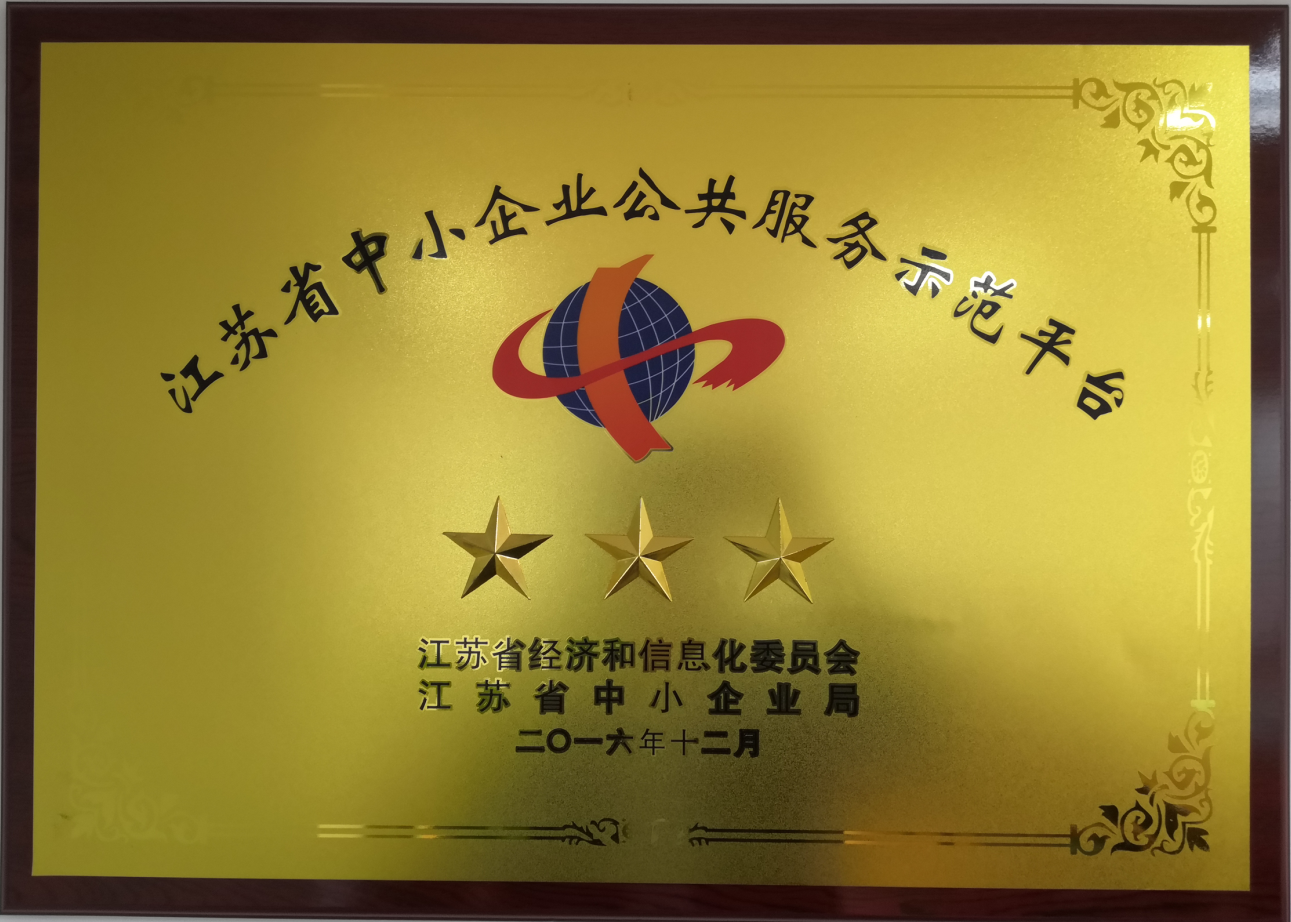 江苏省中小企业公共服务示范平台
江苏省经济和信息化委员会
江苏省中小企业局
二〇一六年十二月